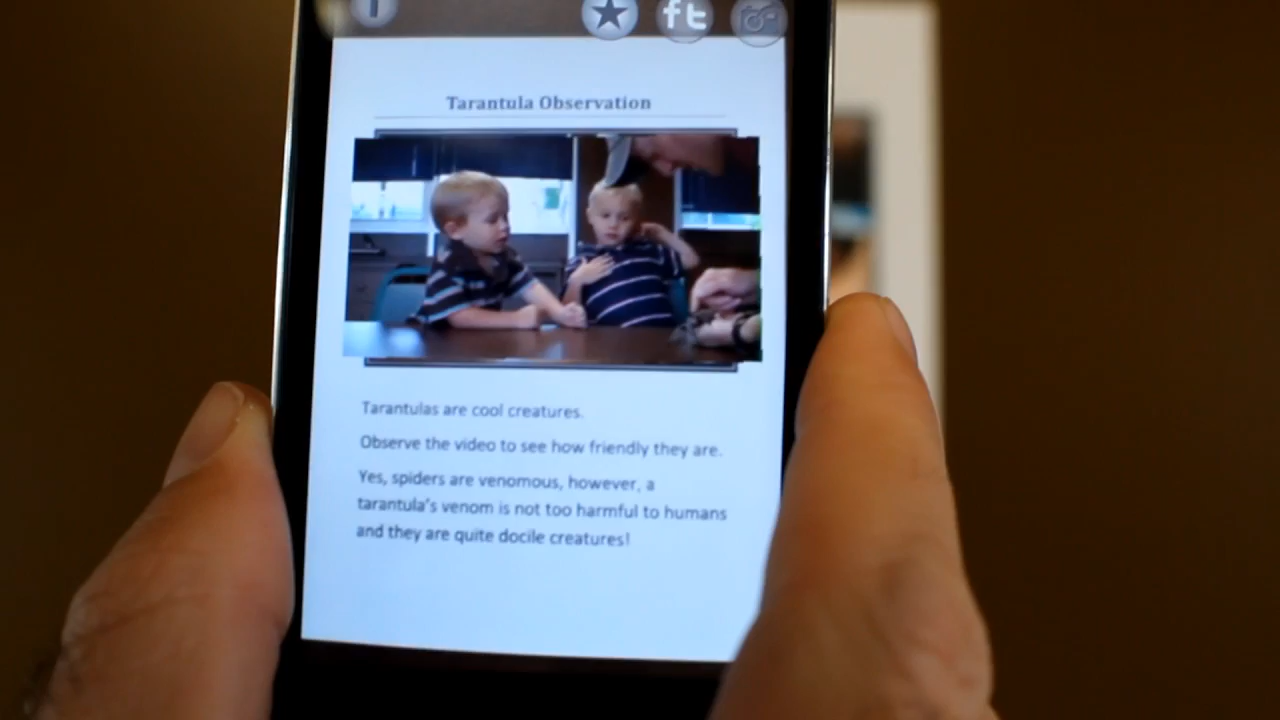 f t
Tarantula Observation
Tarantulas are cool creatures.
Observe the video to see how friendly they are.
Yes, spiders are venomous, however, a
tarantula's venom is not too harmful to humans
and they are quite docile creatures!